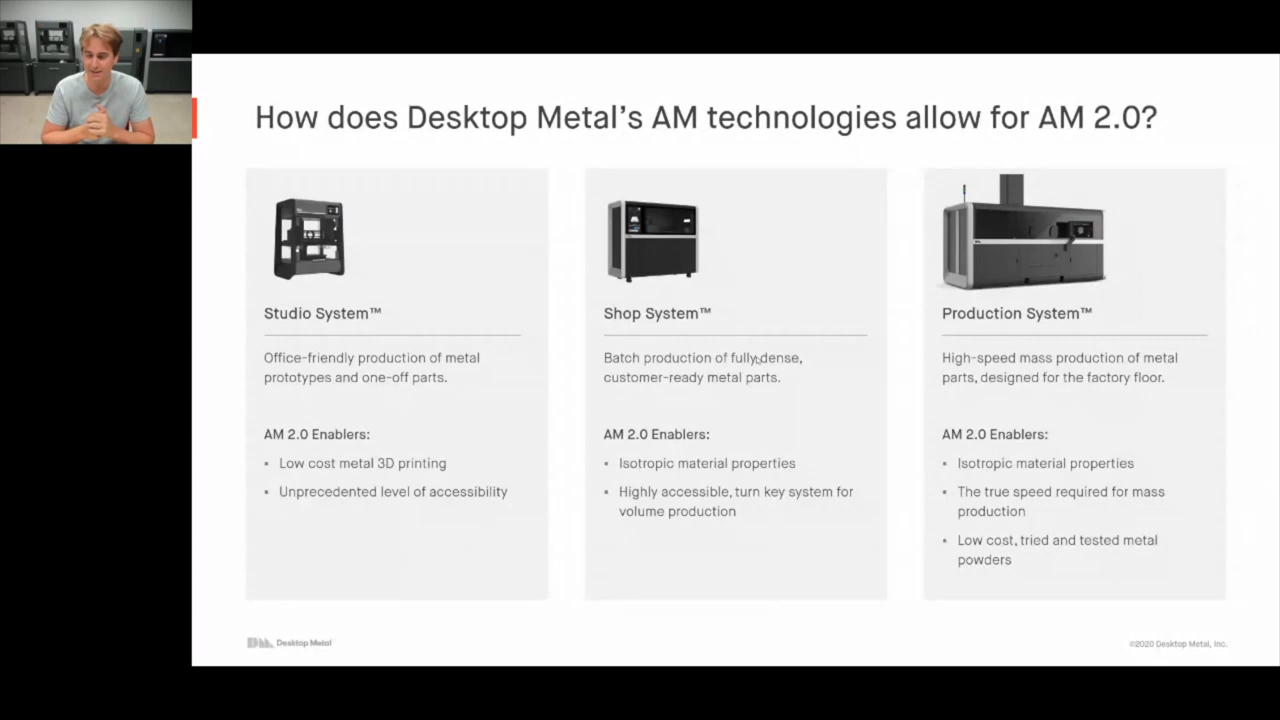 How does Desktop Metal's AM technologies allow for AM 2.0?
Studio System™
Office-friendly production of metal
prototypes and one-off parts.
AM 2.0 Enablers:
▪ Low cost metal 3D printing
▪ Unprecedented level of accessibility
Shop System™
Batch production of fully dense,
customer-ready metal parts.
AM 2.0 Enablers:
▪ Isotropic material properties
▪ Highly accessible, turn key system for
volume production
Production System™
High-speed mass production of metal
parts, designed for the factory floor.
AM 2.0 Enablers:
▪ Isotropic material properties
▪ The true speed required for mass
production
▪ Low cost, tried and tested metal
powders
Desktop Metal
©2020 Desktop Metal, Inc.